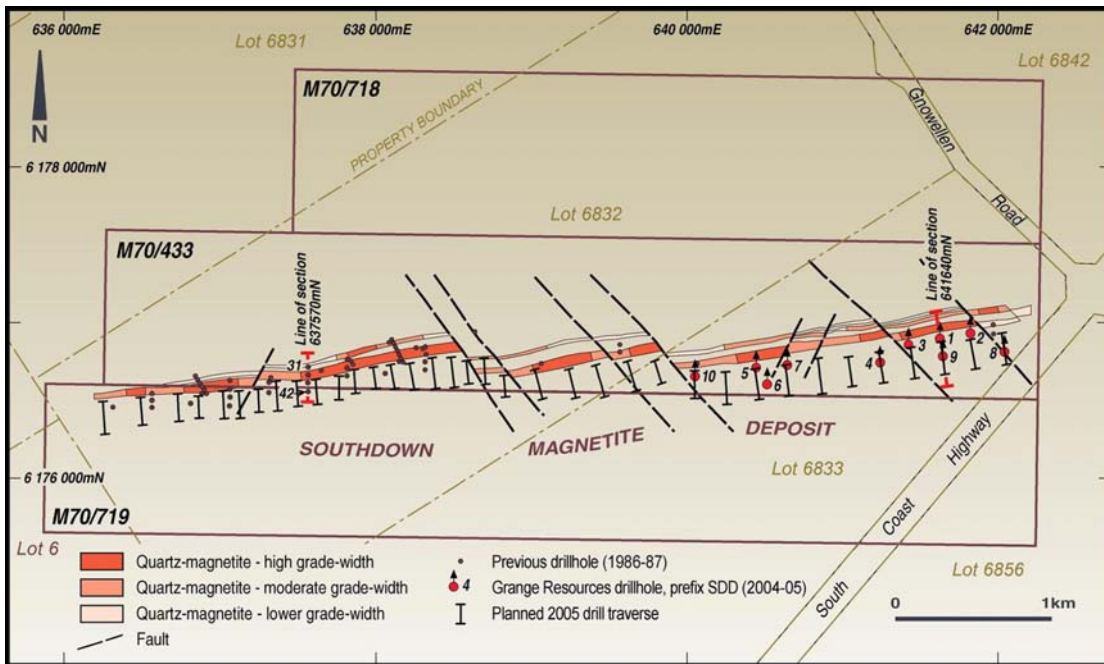 636 000mE
638 000mE
640 000mE
642 000mE
Lot 6831
Lot 6842
M70/718
Gnowellen
Road
PROPERTY BOUNDARY
N
6 178 000mN
Lot 6832
M70/433
Line of section
637570mN
Line of section
641640mN
31
42
10
5
6
7
4
3
1
9
2
8
SOUTHDOWN
MAGNETITE
DEPOSIT
6 176 000mN
Lot 6833
M70/719
Lot 6
South
Coast
Highway
Lot 6856
Quartz-magnetite - high grade-width
Quartz-magnetite - moderate grade-width
Quartz-magnetite - lower grade-width
Fault
Previous drillhole (1986-87)
4 Grange Resources drillhole, prefix SDD (2004-05)
Planned 2005 drill traverse
0
1km